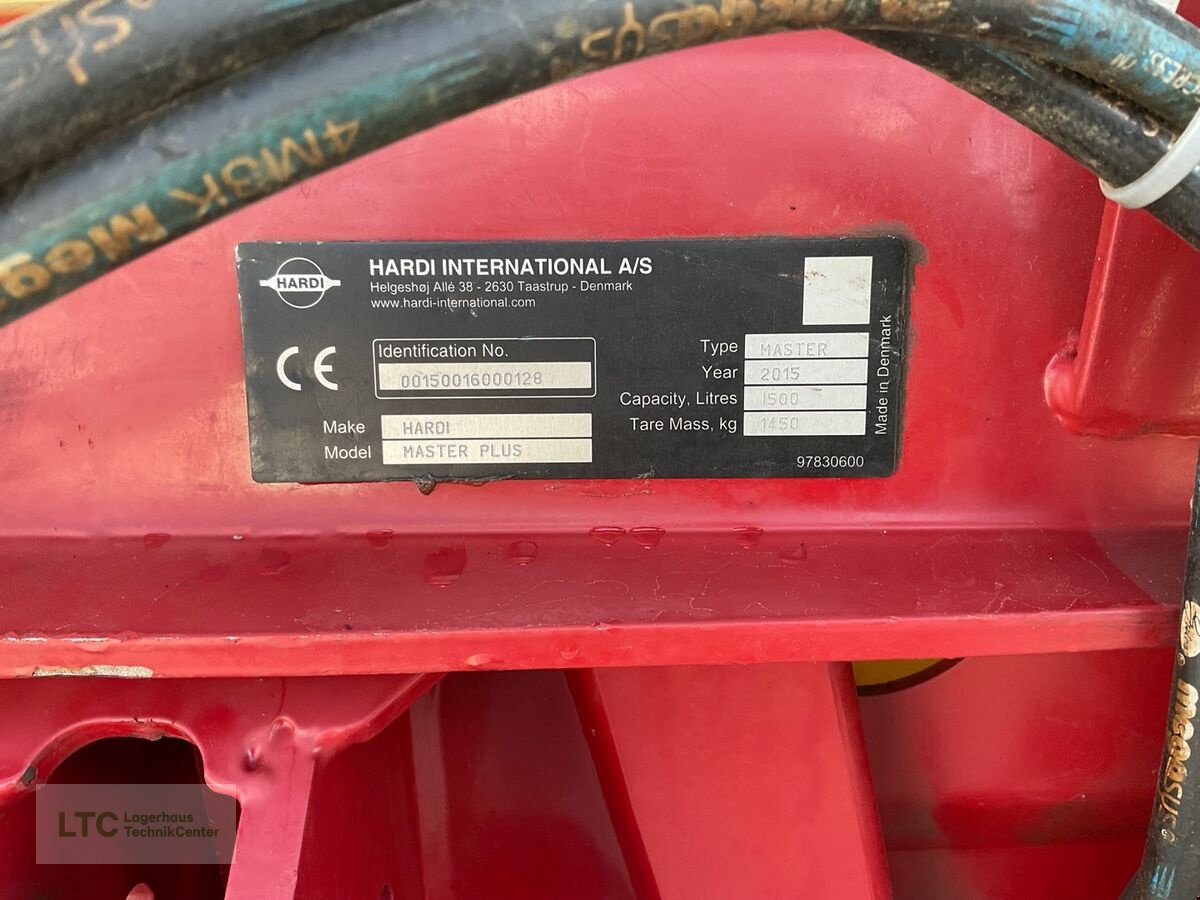 4M3K Mega
HARDI
HARDI INTERNATIONAL A/S
Helgeshøj Allé 38 - 2630 Taastrup - Denmark
www.hardi-international.com
CE
Identification No.
00150016000128
Make HARDI
Model MASTER PLUS
Type MASTER
Year 2015
Capacity, Litres 1500
Tare Mass, kg 1450
Made in Denmark
97830600
LTC Lagerhaus
TechnikCenter